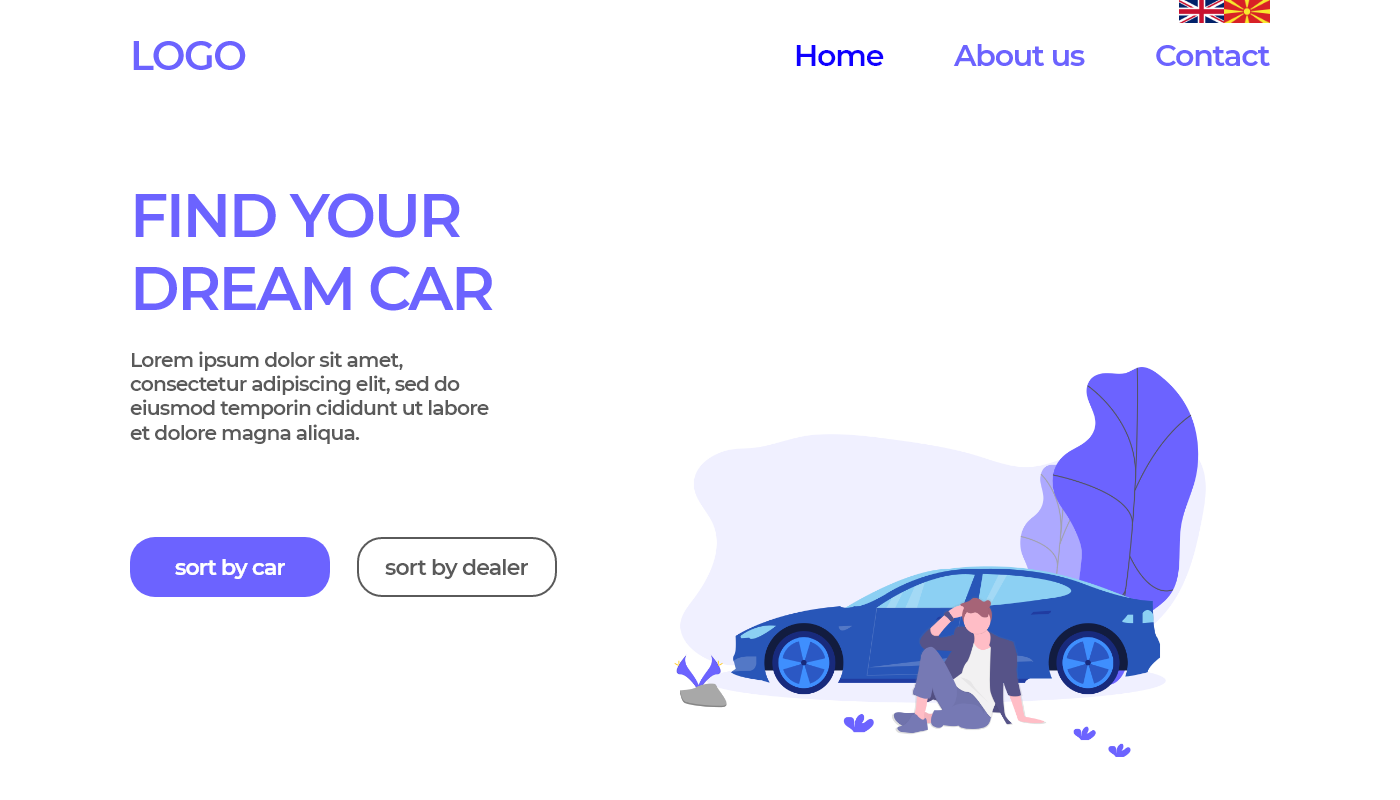 LOGO
Home
About us
Contact
FIND YOUR
DREAM CAR
Lorem ipsum dolor sit amet,
consectetur adipiscing elit, sed do
eiusmod temporin cididunt ut labore
et dolore magna aliqua.
sort by car
sort by dealer